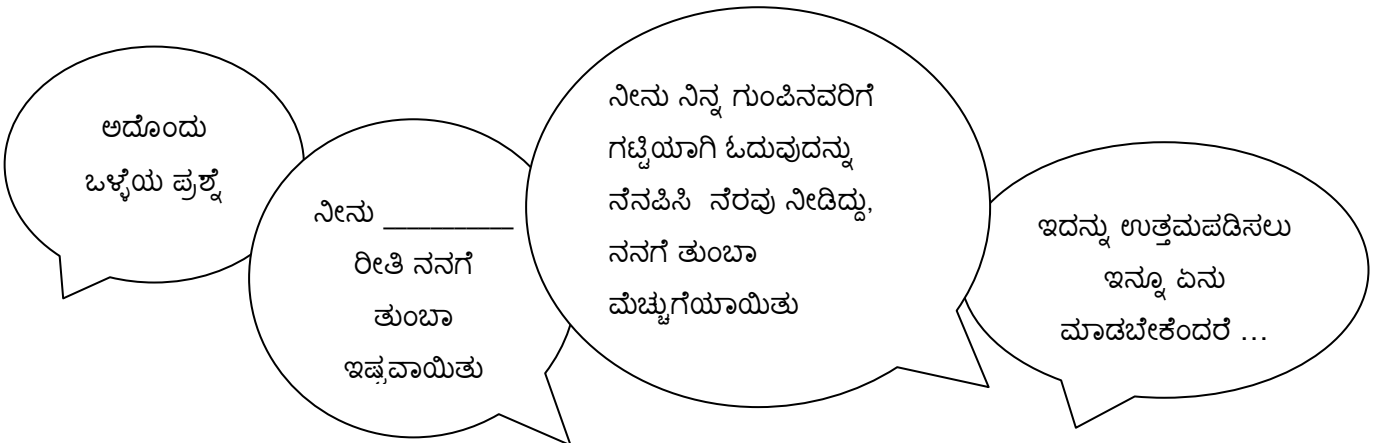 ಅದೊಂದು
ಒಳ್ಳೆಯ ಪ್ರಶ್ನೆ
ನೀನು ___________
ರೀತಿ ನನಗೆ
ತುಂಬಾ
ಇಷ್ಟವಾಯಿತು
ನೀನು ನಿನ್ನ ಗುಂಪಿನವರಿಗೆ
ಗಟ್ಟಿಯಾಗಿ ಓದುವುದನ್ನು
ನೆನಪಿಸಿ ನೆರವು ನೀಡಿದ್ದು,
ನನಗೆ ತುಂಬಾ
ಮೆಚ್ಚುಗೆಯಾಯಿತು
ಇದನ್ನು ಉತ್ತಮಪಡಿಸಲು
ಇನ್ನೂ ಏನು
ಮಾಡಬೇಕೆಂದರೆ ...